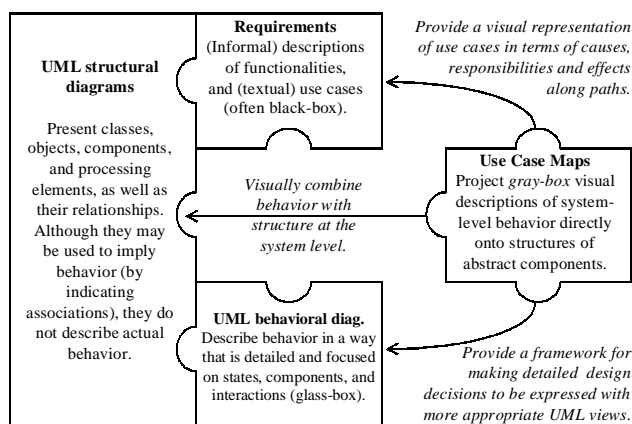 UML structural
diagrams
Present classes,
objects, components,
and processing
elements, as well as
their relationships.
Although they may
be used to imply
behavior (by
indicating
associations), they do
not describe actual
behavior.
Requirements
(Informal) descriptions
of functionalities,
and (textual) use cases
(often black-box).
Provide a visual representation
of use cases in terms of causes,
responsibilities and effects
along paths.
Visually combine
behavior with
structure at the
system level.
Use Case Maps
Project gray-box visual
descriptions of system-
level behavior directly
onto structures of
abstract components.
UML behavioral diag.
Describe behavior in a way
that is detailed and focused
on states, components, and
interactions (glass-box).
Provide a framework for
making detailed design
decisions to be expressed with
more appropriate UML views.